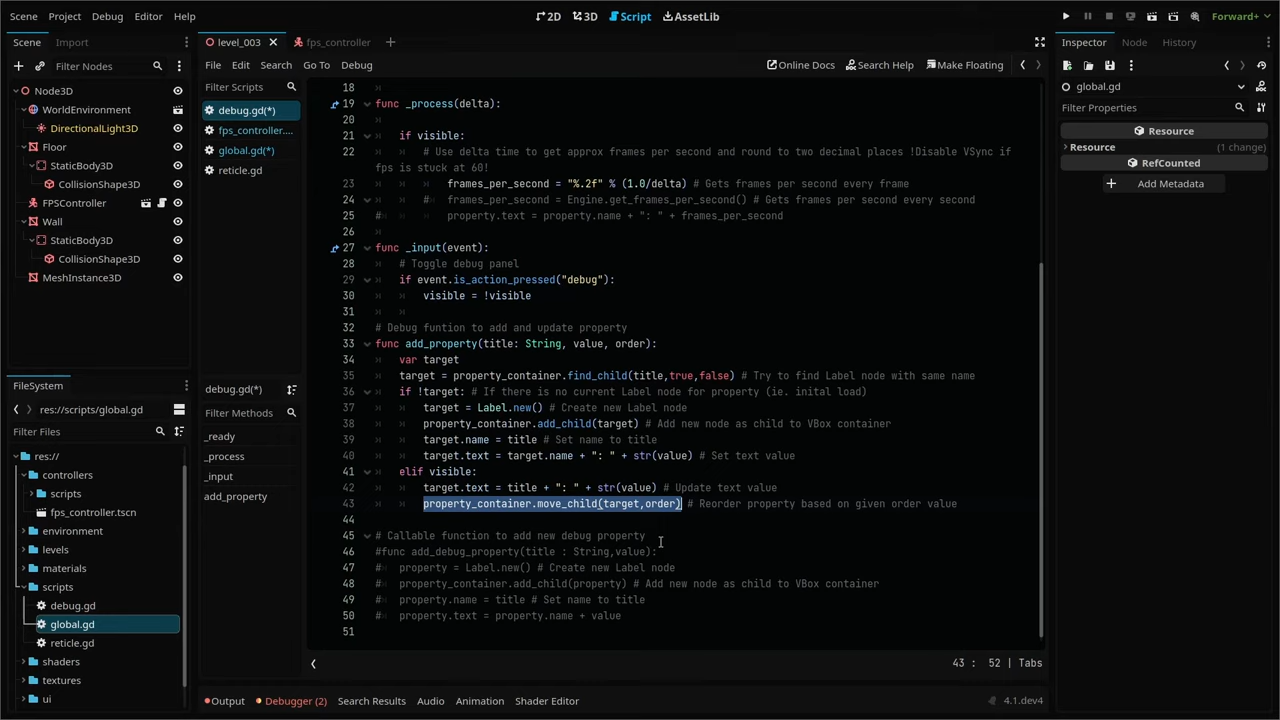 Scene Project Debug Editor Help
2D 3D Script AssetLib
Forward+
Scene Import
Filter Nodes
Node3D
WorldEnvironment
DirectionalLight3D
Floor
StaticBody3D
CollisionShape3D
FPSController
Wall
StaticBody3D
CollisionShape3D
MeshInstance3D
FileSystem
res://scripts/global.gd
Filter Files
res://
controllers
scripts
fps_controller.tscn
environment
levels
materials
scripts
debug.gd
global.gd
reticle.gd
shaders
textures
ui
level_003 fps_controller
File Edit Search Go To Debug
Online Docs Search Help Make Floating
Filter Scripts
debug.gd(*)
fps_controller....
global.gd(*)
reticle.gd
debug.gd(*)
Filter Methods
_ready
_process
_input
add_property
18
19 func _process(delta):
20
21 if visible:
22 # Use delta time to get approx frames per second and round to two decimal places !Disable VSync if
fps is stuck at 60!
23 frames_per_second = "%.2f" % (1.0/delta) # Gets frames per second every frame
24 # frames_per_second = Engine.get_frames_per_second() # Gets frames per second every second
25 # property.text = property.name + ": " + frames_per_second
26
27 func _input(event):
28 # Toggle debug panel
29 if event.is_action_pressed("debug"):
30 visible = !visible
31
32 # Debug funtion to add and update property
33 func add_property(title: String, value, order):
34 var target
35 target = property_container.find_child(title,true,false) # Try to find Label node with same name
36 if !target: # If there is no current Label node for property (ie. inital load)
37 target = Label.new() # Create new Label node
38 property_container.add_child(target) # Add new node as child to VBox container
39 target.name = title # Set name to title
40 target.text = target.name + ": " + str(value) # Set text value
41 elif visible:
42 target.text = title + ": " + str(value) # Update text value
43 property_container.move_child(target,order) # Reorder property based on given order value
44
45 # Callable function to add new debug property
46 #func add_debug_property(title : String,value):
47 # property = Label.new() # Create new Label node
48 # property_container.add_child(property) # Add new node as child to VBox container
49 # property.name = title # Set name to title
50 # property.text = property.name + value
51
43 : 52 | Tabs
Output Debugger (2) Search Results Audio Animation Shader Editor
4.1.dev4
Inspector Node History
global.gd
Filter Properties
Resource
Resource (1 change)
RefCounted
Add Metadata